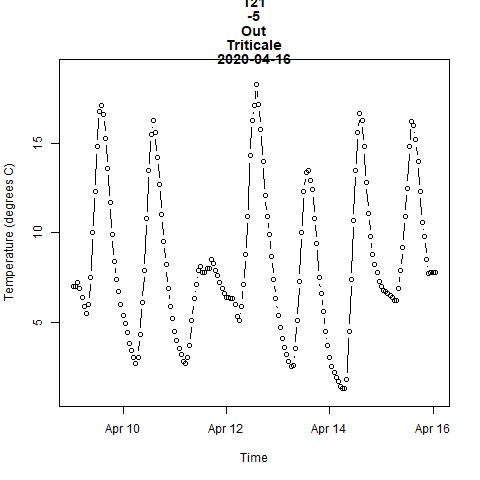 121
-5
Out
Triticale
2020-04-16
Temperature (degrees C)
15
10
5
Apr 10
Apr 12
Apr 14
Apr 16
Time